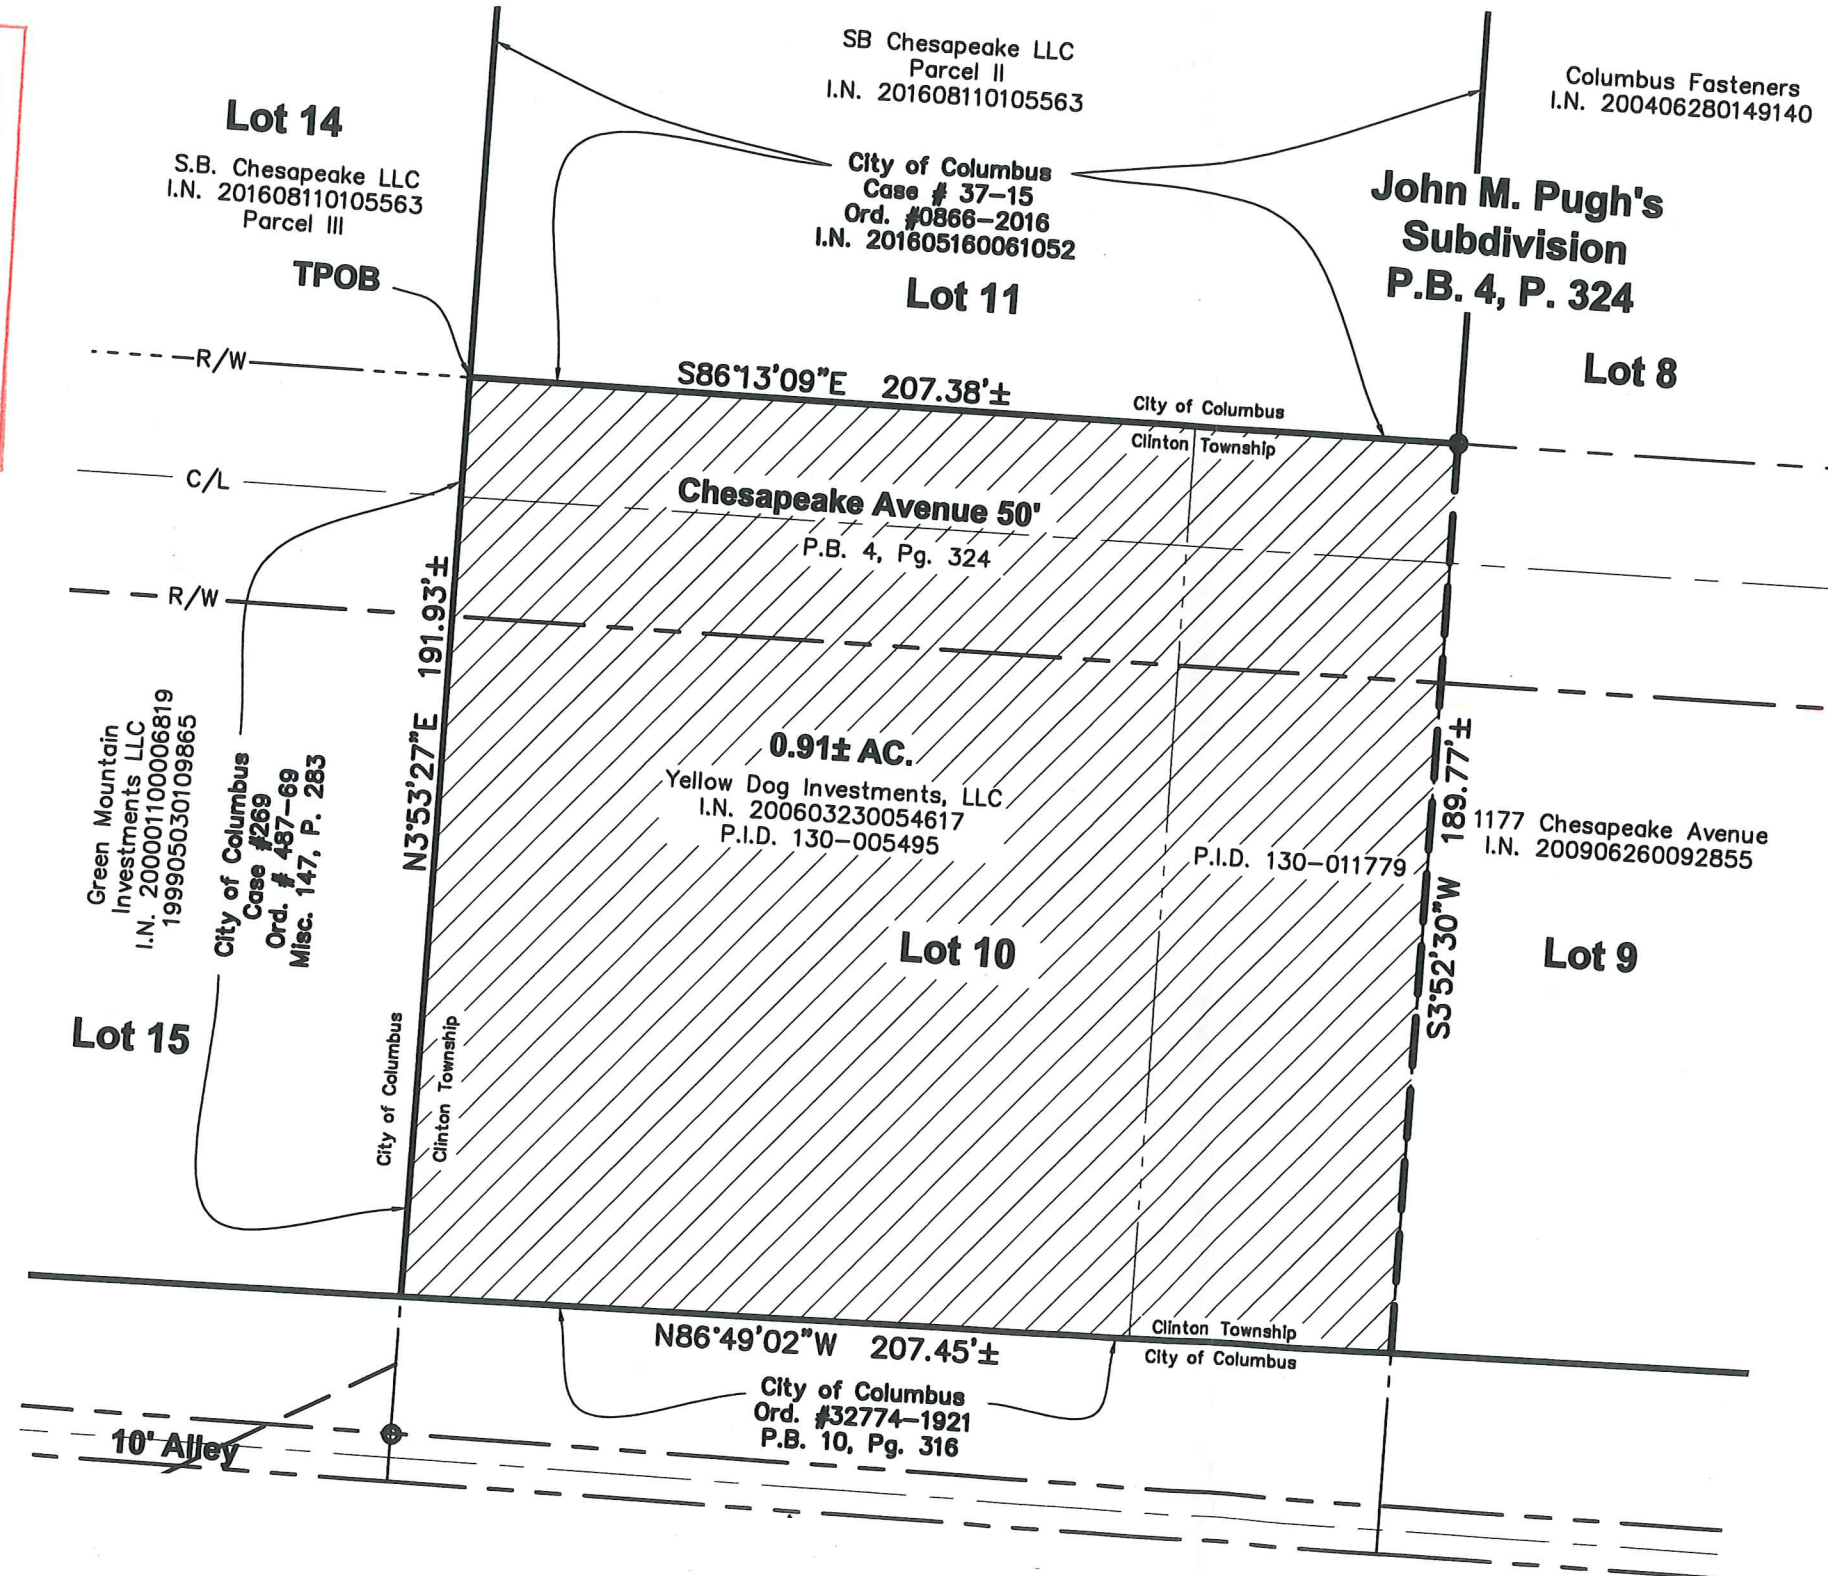 SB Chesapeake LLC
Parcel II
I.N. 201608110105563
Columbus Fasteners
I.N. 200406280149140
Lot 14
S.B. Chesapeake LLC
I.N. 201608110105563
Parcel III
City of Columbus
Case # 37-15
Ord. #0866-2016
I.N. 201605160061052
John M. Pugh's
Subdivision
P.B. 4, P. 324
TPOB
Lot 11
R/W
S86°13'09"E 207.38'±
Lot 8
City of Columbus
Clinton Township
C/L
Chesapeake Avenue 50'
P.B. 4, Pg. 324
R/W
N3°53'27"E 191.93'±
Green Mountain
Investments LLC
I.N. 200001100006819
199905030109865
City of Columbus
Case #269
Ord. # 487-69
Misc. 147, P. 283
0.91± AC.
Yellow Dog Investments, LLC
I.N. 200603230054617
P.I.D. 130-005495
P.I.D. 130-011779
S3°52'30"W 189.77'±
1177 Chesapeake Avenue
I.N. 200906260092855
Lot 10
Lot 9
Lot 15
City of Columbus
Clinton Township
N86°49'02"W 207.45'±
Clinton Township
City of Columbus
City of Columbus
Ord. #32774-1921
P.B. 10, Pg. 316
10' Alley